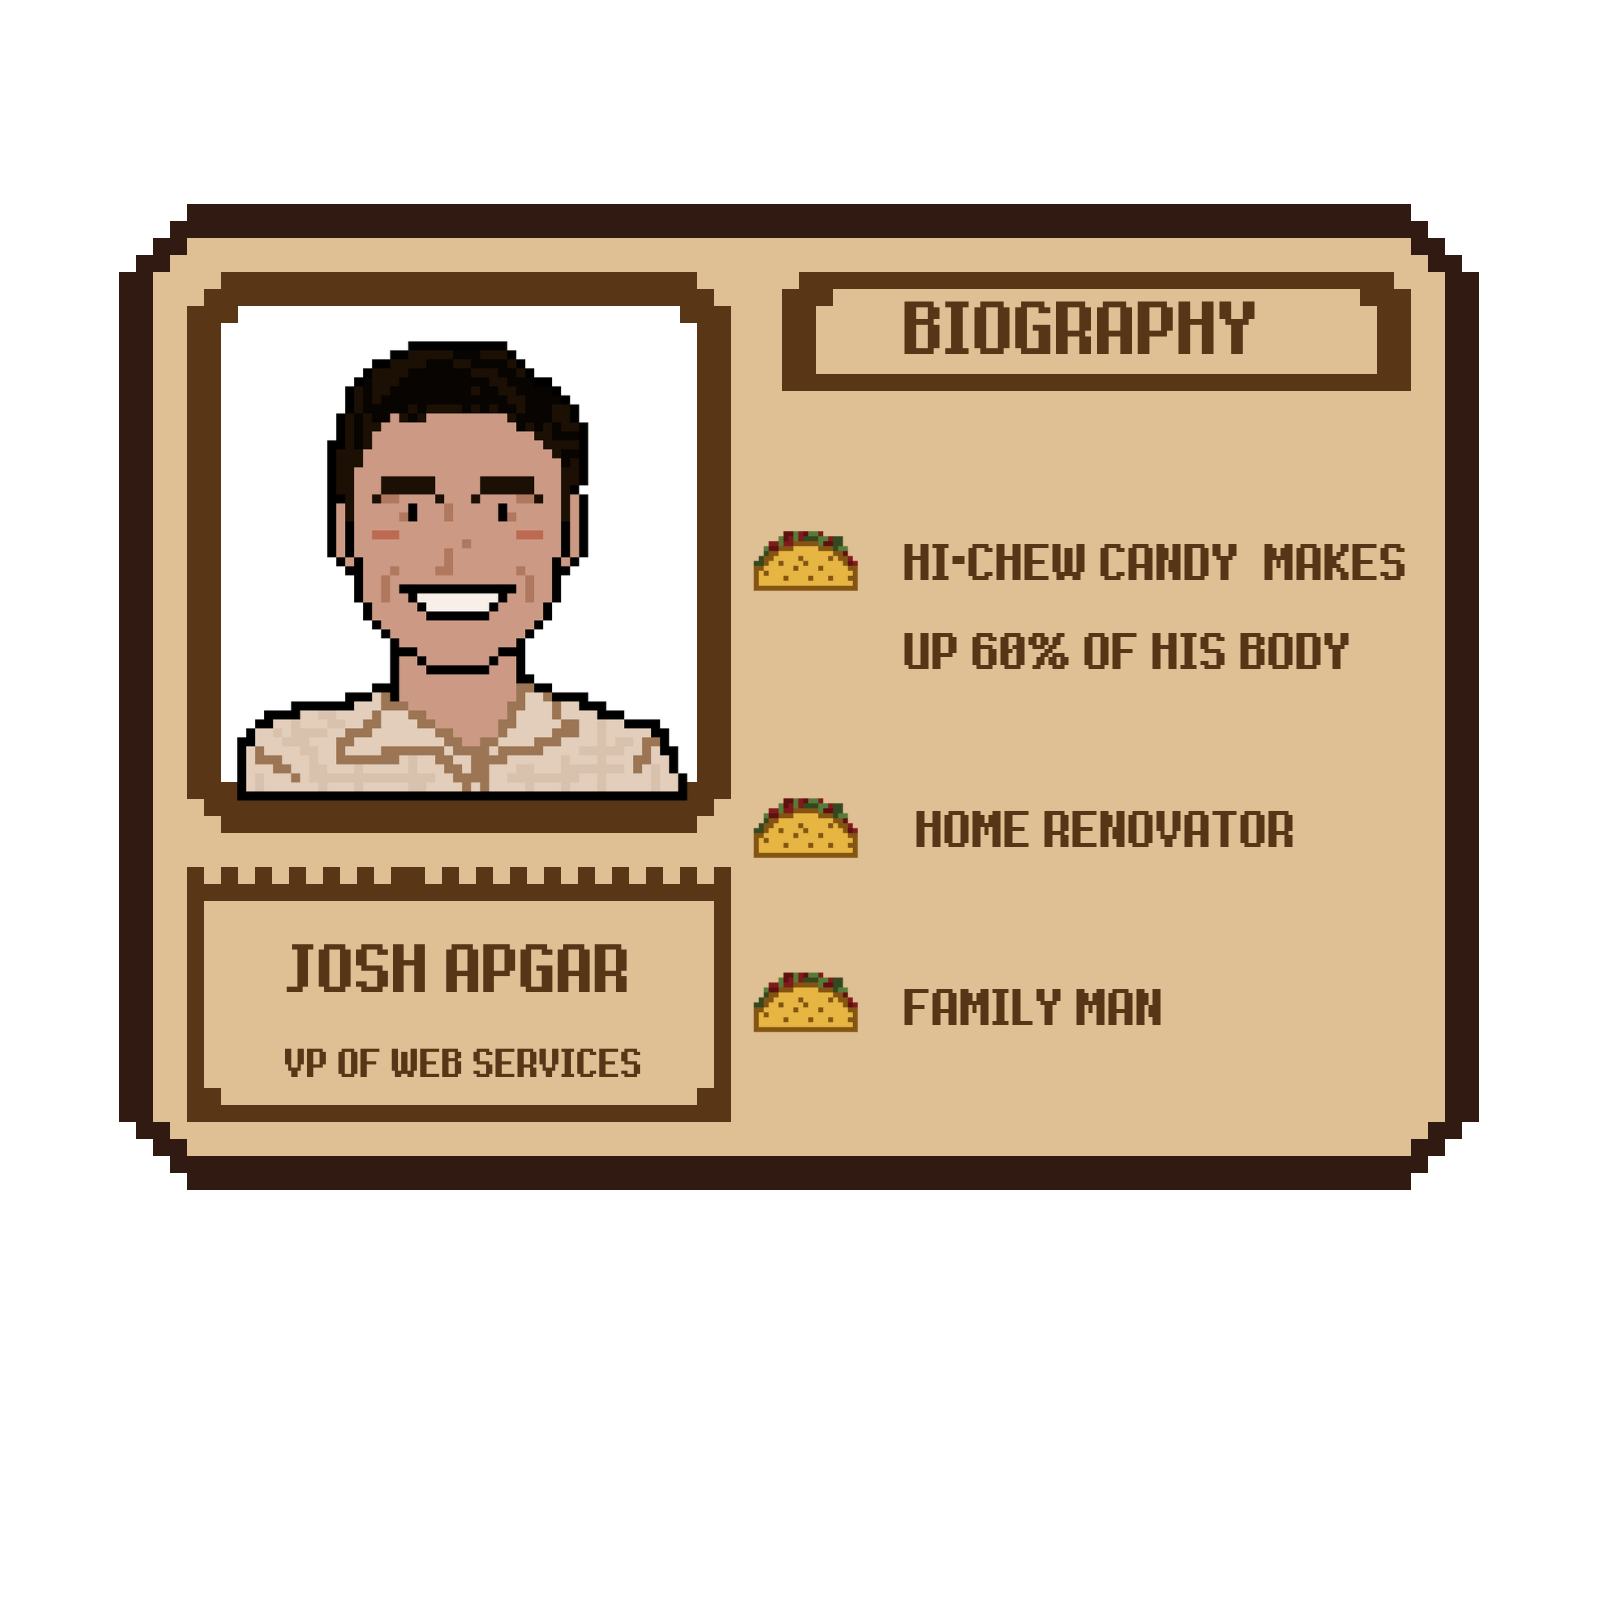 BIOGRAPHY
HI-CHEW CANDY MAKES
UP 60% OF HIS BODY
HOME RENOVATOR
FAMILY MAN
JOSH APGAR
VP OF WEB SERVICES